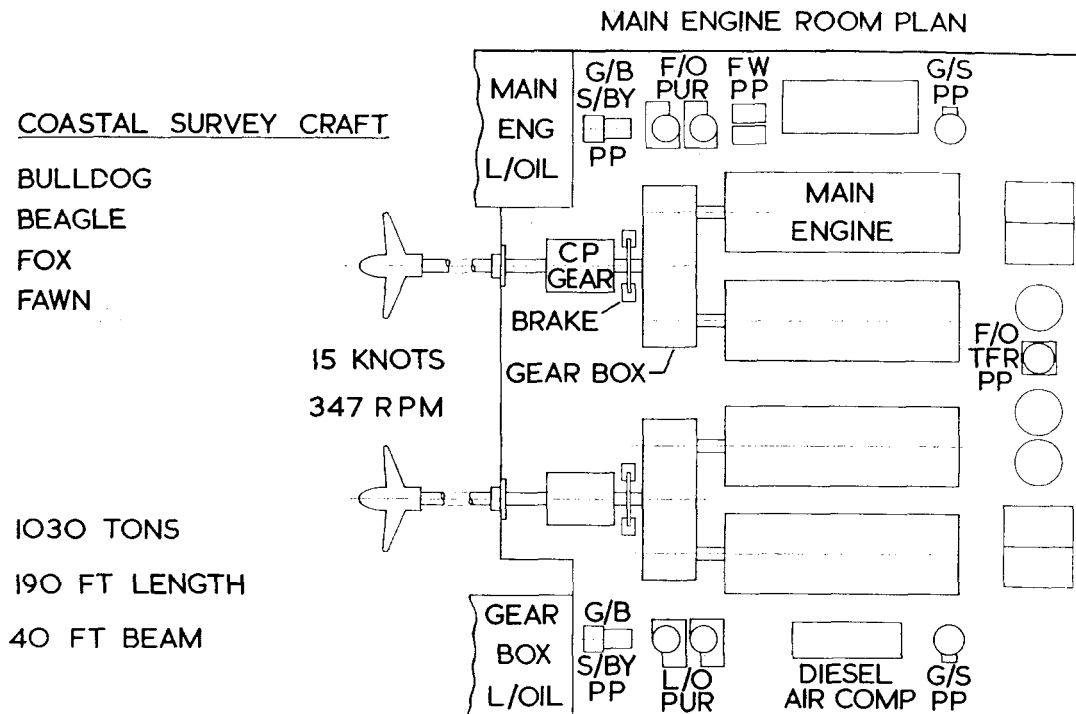 MAIN ENGINE ROOM PLAN
COASTAL SURVEY CRAFT
BULLDOG
BEAGLE
FOX
FAWN
15 KNOTS
347 RPM
1030 TONS
190 FT LENGTH
40 FT BEAM
MAIN
ENG
L/OIL
G/B
S/BY
PP
F/O
PUR
FW
PP
G/S
PP
MAIN
ENGINE
CP
GEAR
BRAKE
GEAR BOX
F/O
TFR
PP
GEAR
BOX
L/OIL
G/B
S/BY
PP
L/O
PUR
DIESEL
AIR COMP
G/S
PP